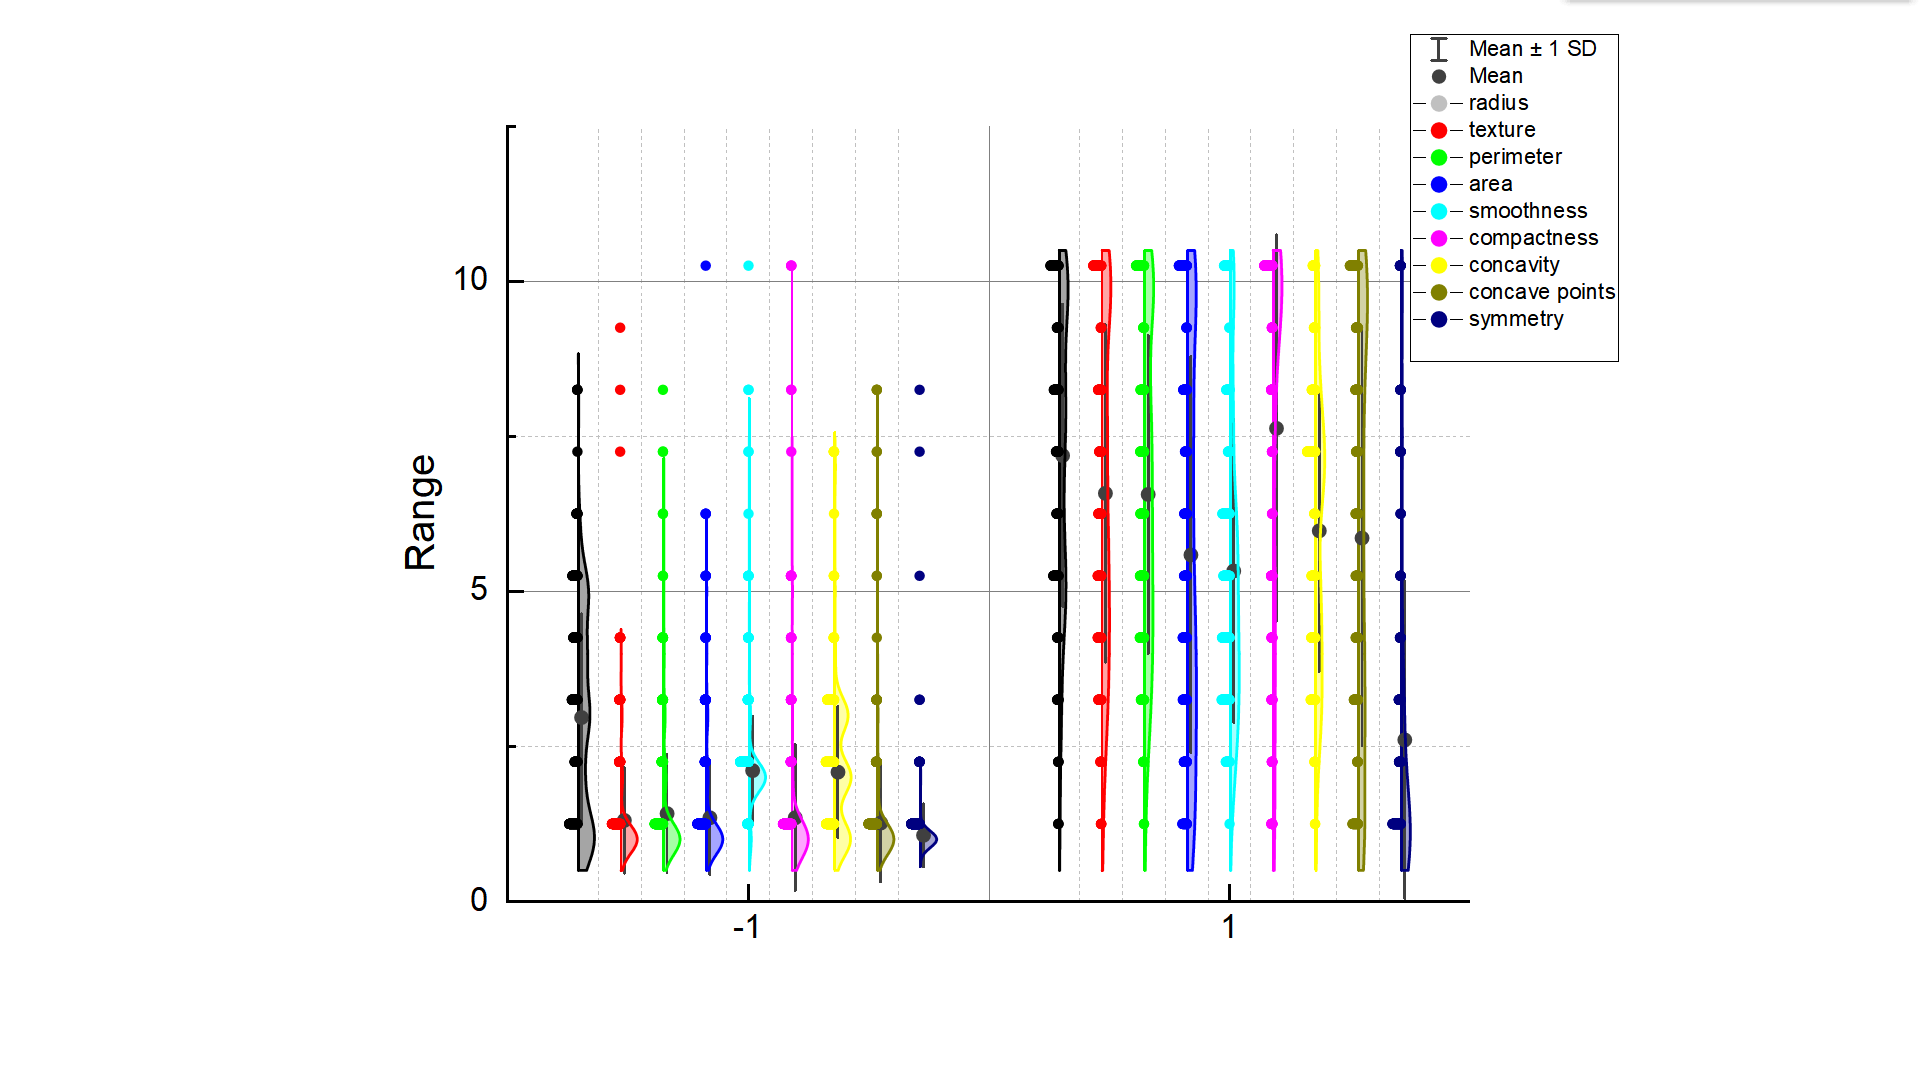 Mean ± 1 SD
Mean
radius
texture
perimeter
area
smoothness
compactness
concavity
concave points
symmetry
Range
10
5
0
-1
1